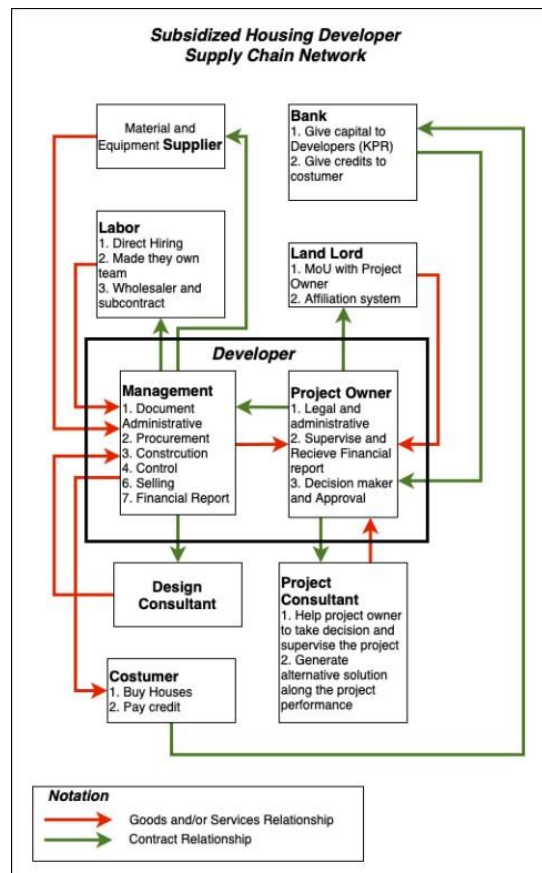 Subsidized Housing Developer
Supply Chain Network
Material and
Equipment Supplier
Bank
1. Give capital to
Developers (KPR)
2. Give credits to
costumer
Labor
1. Direct Hiring
2. Made they own
team
3. Wholesaler and
subcontract
Land Lord
1. MoU with Project
Owner
2. Affiliation system
Developer
Management
1. Document
Administrative
2. Procurement
3. Constrcution
4. Control
6. Selling
7. Financial Report
Project Owner
1. Legal and
administrative
2. Supervise and
Recieve Financial
report
3. Decision maker
and Approval
Design
Consultant
Project
Consultant
1. Help project owner
to take decision and
supervise the project
2. Generate
alternative solution
along the project
performance
Costumer
1. Buy Houses
2. Pay credit
Notation
Goods and/or Services Relationship
Contract Relationship